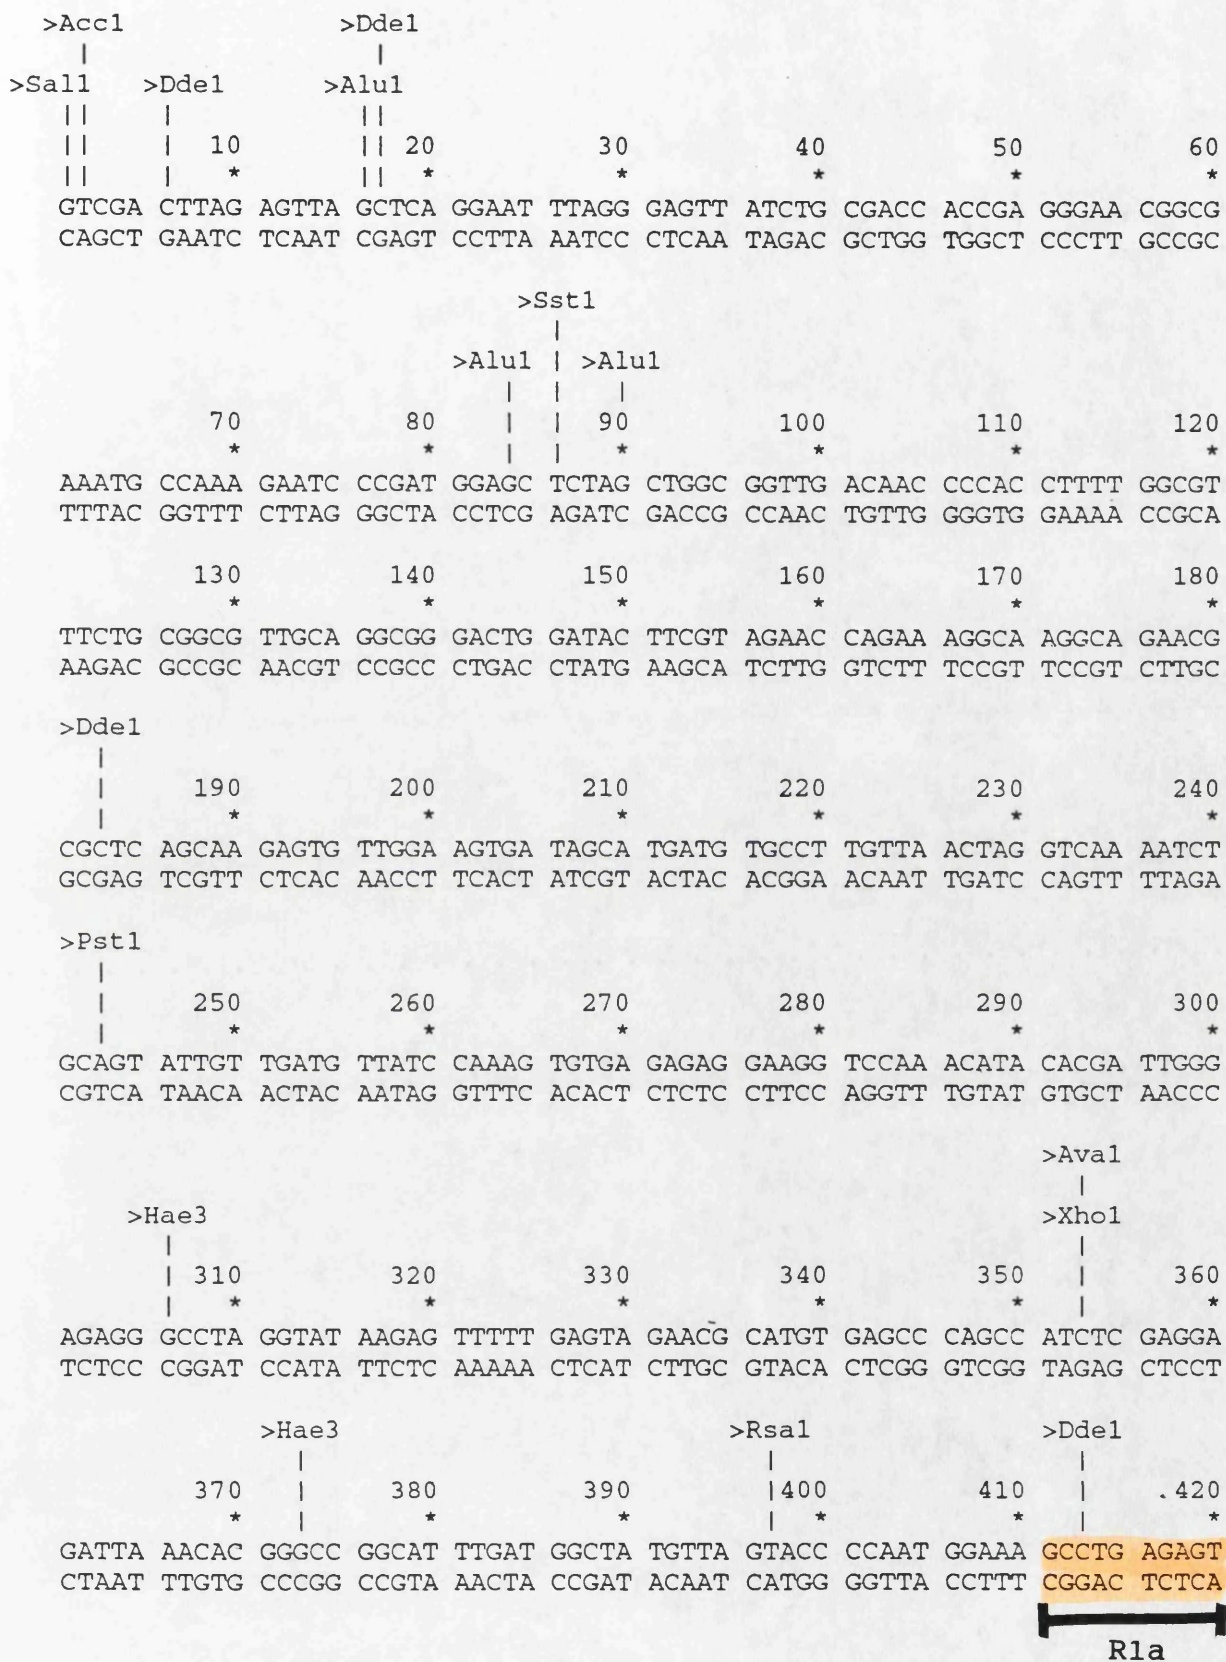 >Acc1 >Dde1
>Sal1 >Dde1 >Alu1
10 20 30 40 50 60
* * * * * *
GTCGA CTTAG AGTTA GCTCA GGAAT TTAGG GAGTT ATCTG CGACC ACCGA GGGAA CGGCG
CAGCT GAATC TCAAT CGAGT CCTTA AATCC CTCAA TAGAC GCTGG TGGCT CCCTT GCCGC
>Sst1
>Alu1 >Alu1
70 80 90 100 110 120
* * * * * *
AAATG CCAAA GAATC CCGAT GGAGC TCTAG CTGGC GGTTG ACAAC CCCAC CTTTT GGCGT
TTTAC GGTTT CTTAG GGCTA CCTCG AGATC GACCG CCAAC TGTTG GGGTG GAAAA CCGCA
130 140 150 160 170 180
* * * * * *
TTCTG CGGCG TTGCA GGCGG GACTG GATAC TTCGT AGAAC CAGAA AGGCA AGGCA GAACG
AAGAC GCCGC AACGT CCGCC CTGAC CTATG AAGCA TCTTG GTCTT TCCGT TCCGT CTTGC
>Dde1
190 200 210 220 230 240
* * * * * *
CGCTC AGCAA GAGTG TTGGA AGTGA TAGCA TGATG TGCCT TGTTA ACTAG GTCAA AATCT
GCGAG TCGTT CTCAC AACCT TCACT ATCGT ACTAC ACGGA ACAAT TGATC CAGTT TTAGA
>Pst1
250 260 270 280 290 300
* * * * * *
GCAGT ATTGT TGATG TTATC CAAAG TGTGA GAGAG GAAGG TCCAA ACATA CACGA TTGGG
CGTCA TAACA ACTAC AATAG GTTTC ACACT CTCTC CTTCC AGGTT TGTAT GTGCT AACCC
>Ava1
>Hae3 >Xho1
310 320 330 340 350 360
* * * * * *
AGAGG GCCTA GGTAT AAGAG TTTTT GAGTA GAACG CATGT GAGCC CAGCC ATCTC GAGGA
TCTCC CGGAT CCATA TTCTC AAAAA CTCAT CTTGC GTACA CTCGG GTCGG TAGAG CTCCT
>Hae3 >Rsa1 >Dde1
370 380 390 400 410 .420
* * * * * *
GATTA AACAC GGGCC GGCAT TTGAT GGCTA TGTTA GTACC CCAAT GGAAA GCCTG AGAGT
CTAAT TTGTG CCCGG CCGTA AACTA CCGAT ACAAT CATGG GGTTA CCTTT CGGAC TCTCA
R1a